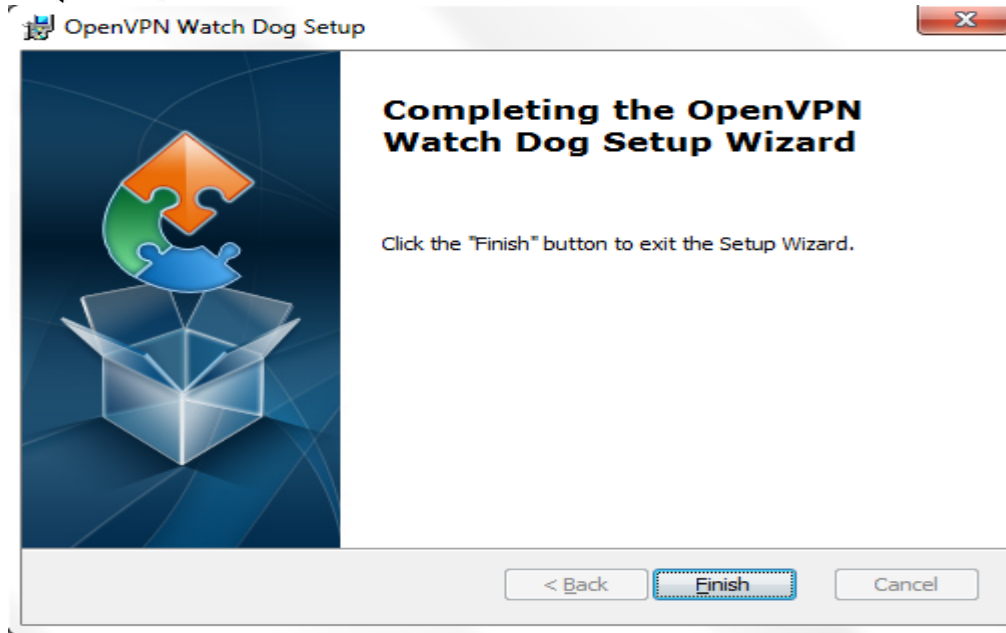 OpenVPN Watch Dog Setup
Completing the OpenVPN
Watch Dog Setup Wizard
Click the "Finish" button to exit the Setup Wizard.
< Back Finish Cancel